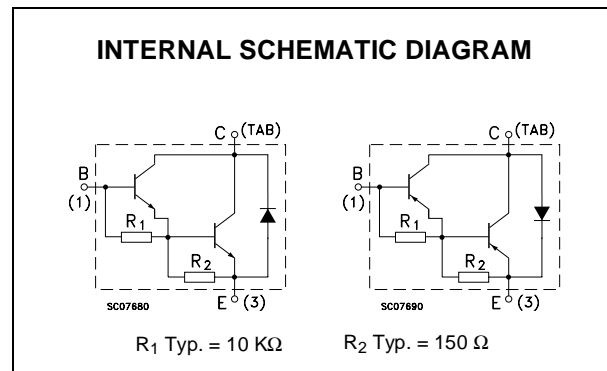 INTERNAL SCHEMATIC DIAGRAM
C (TAB)
B
(1)
R1
R2
E (3)
SC07680
C (TAB)
B
(1)
R1
R2
E (3)
SC07690
R1 Typ. = 10 KΩ R2 Typ. = 150 Ω